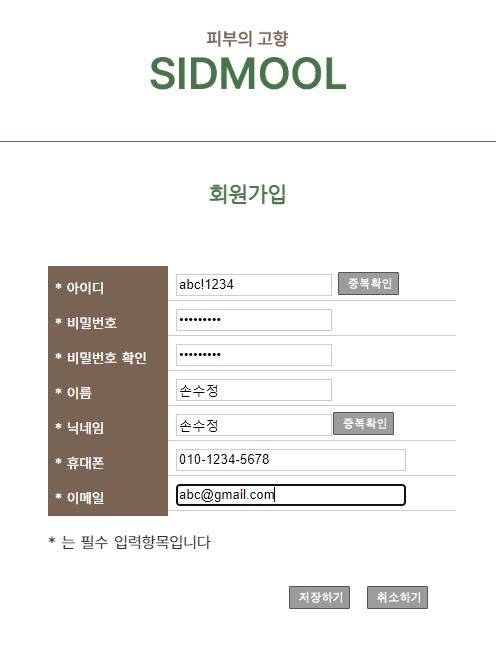 피부의 고향
SIDMOOL
회원가입
* 아이디 abc!1234 중복확인
* 비밀번호 •••••••••
* 비밀번호 확인 •••••••••
* 이름 손수정
* 닉네임 손수정 중복확인
* 휴대폰 010-1234-5678
* 이메일 abc@gmail.com
* 는 필수 입력항목입니다
저장하기 취소하기